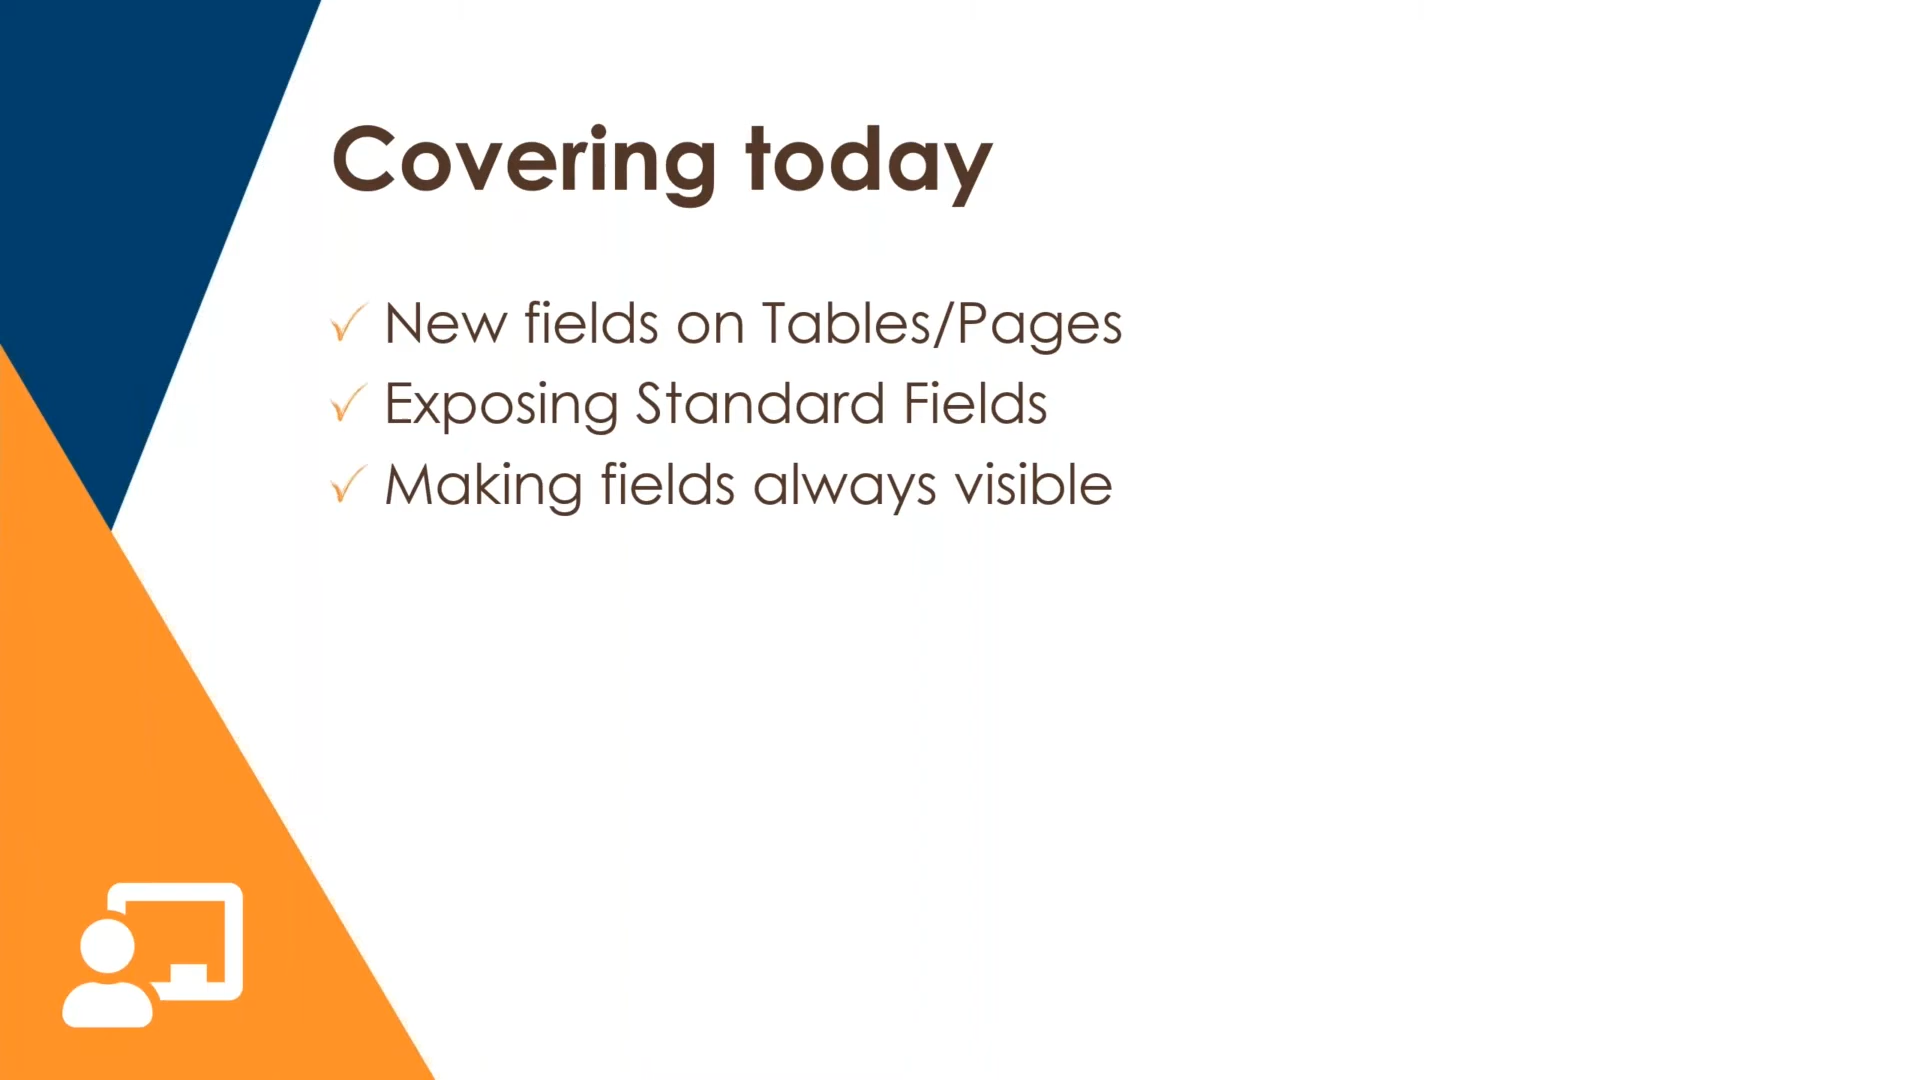 Covering today
New fields on Tables/Pages
Exposing Standard Fields
Making fields always visible